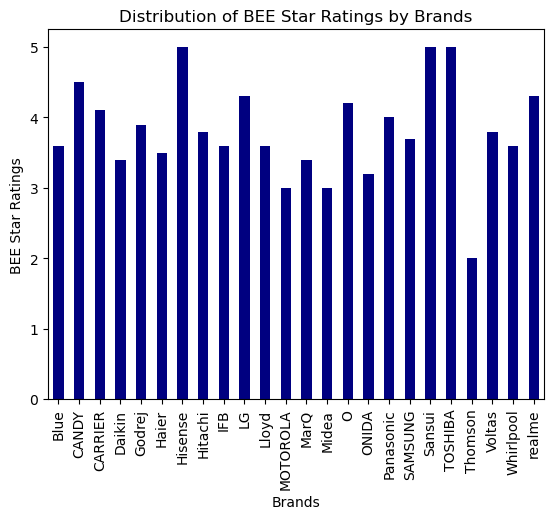 Distribution of BEE Star Ratings by Brands
BEE Star Ratings
5
4
3
2
1
0
Blue
CANDY
CARRIER
Daikin
Godrej
Haier
Hisense
Hitachi
IFB
LG
Lloyd
MOTOROLA
MarQ
Midea
O
ONIDA
Panasonic
SAMSUNG
Sansui
TOSHIBA
Thomson
Voltas
Whirlpool
realme
Brands